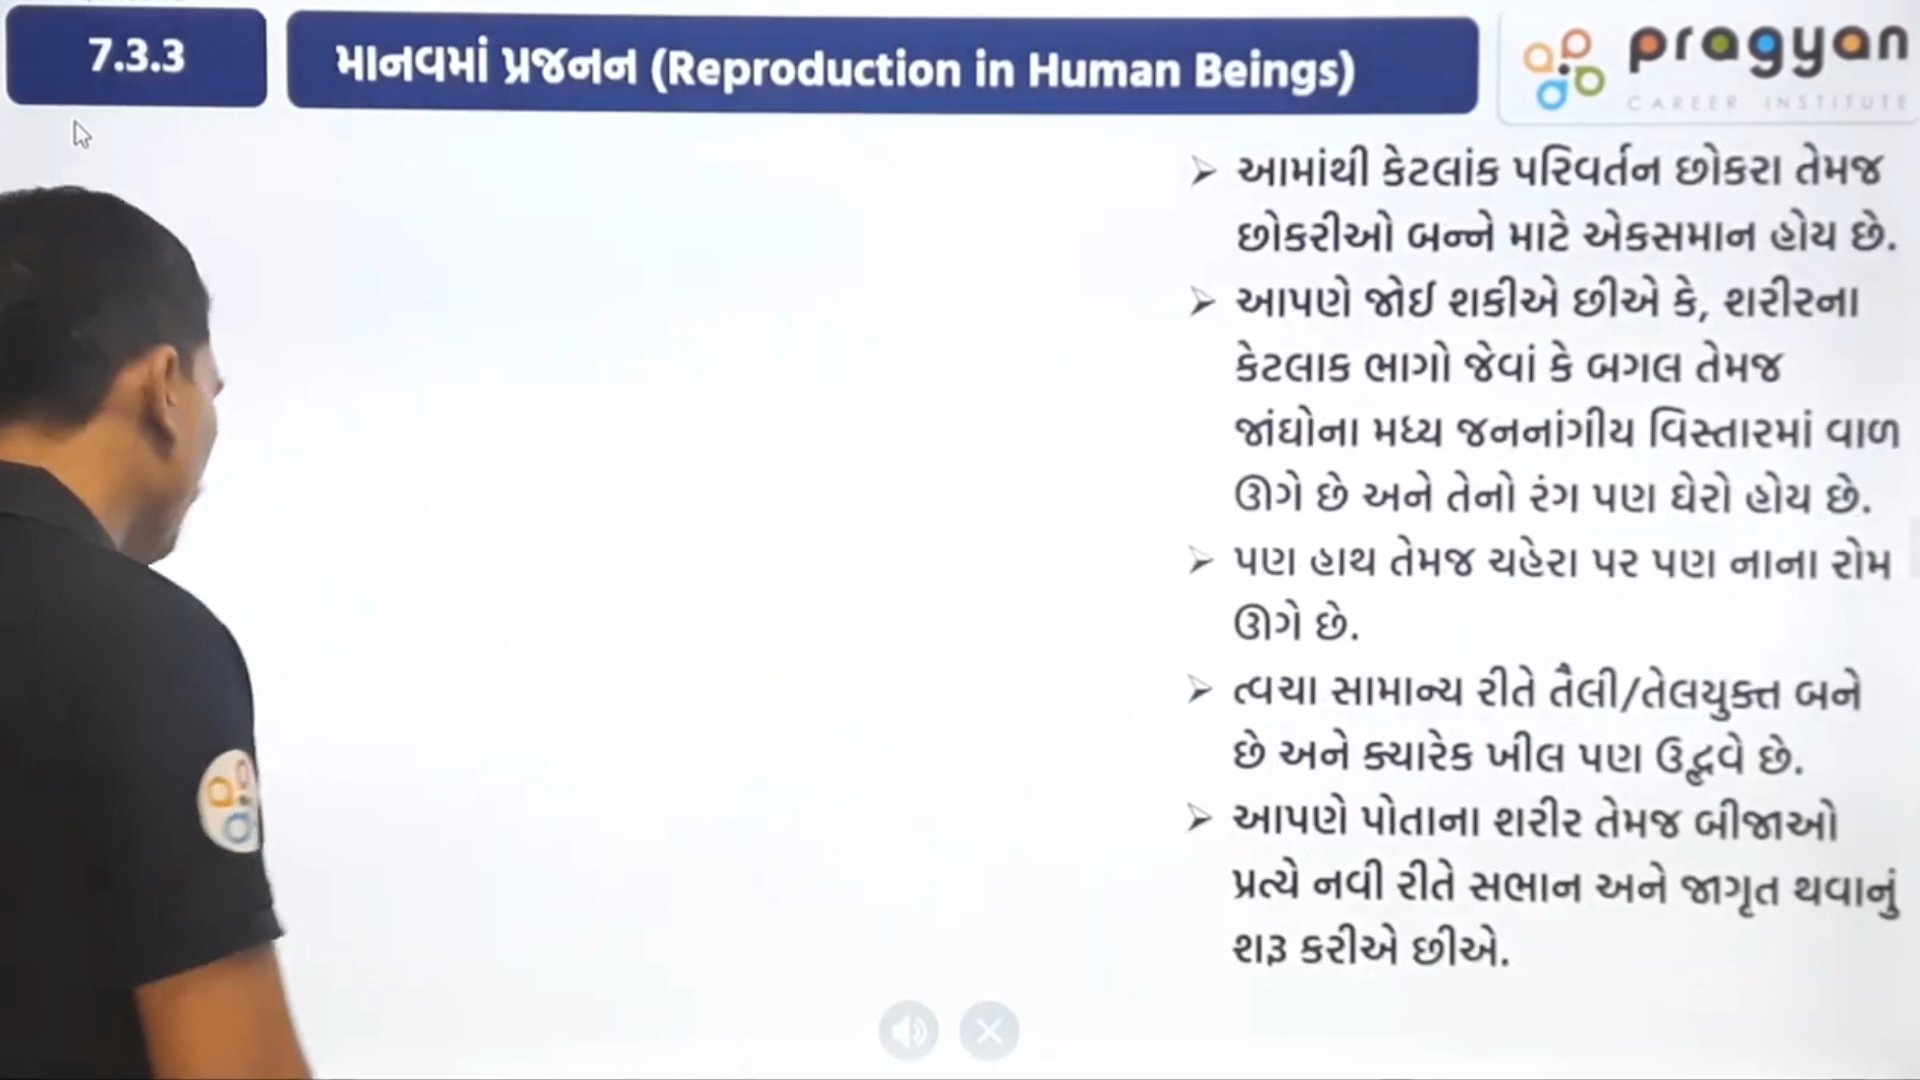 7.3.3
માનવમાં પ્રજનન (Reproduction in Human Beings)
pragyan
CAREER INSTITUTE
➢ આમાંથી કેટલાંક પરિવર્તન છોકરા તેમજ
છોકરીઓ બન્ને માટે એકસમાન હોય છે.
➢ આપણે જોઈ શકીએ છીએ કે, શરીરના
કેટલાક ભાગો જેવાં કે બગલ તેમજ
જાંઘોના મધ્ય જનનાંગીય વિસ્તારમાં વાળ
ઊગે છે અને તેનો રંગ પણ ઘેરો હોય છે.
➢ પણ હાથ તેમજ ચહેરા પર પણ નાના રોમ
ઊગે છે.
➢ ત્વચા સામાન્ય રીતે તૈલી/તેલયુક્ત બને
છે અને ક્યારેક ખીલ પણ ઉદ્ભવે છે.
➢ આપણે પોતાના શરીર તેમજ બીજાઓ
પ્રત્યે નવી રીતે સભાન અને જાગૃત થવાનું
શરૂ કરીએ છીએ.